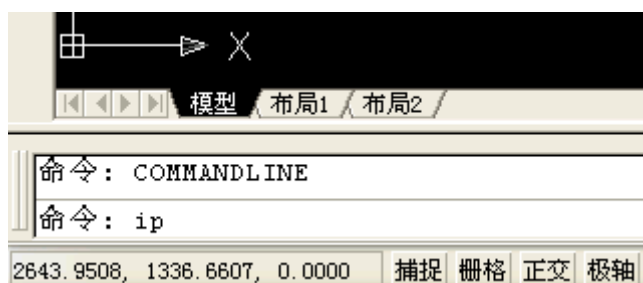 X
模型 布局1 布局2
命令: COMMANDLINE
命令: ip
2643.9508, 1336.6607, 0.0000 捕捉 栅格 正交 极轴